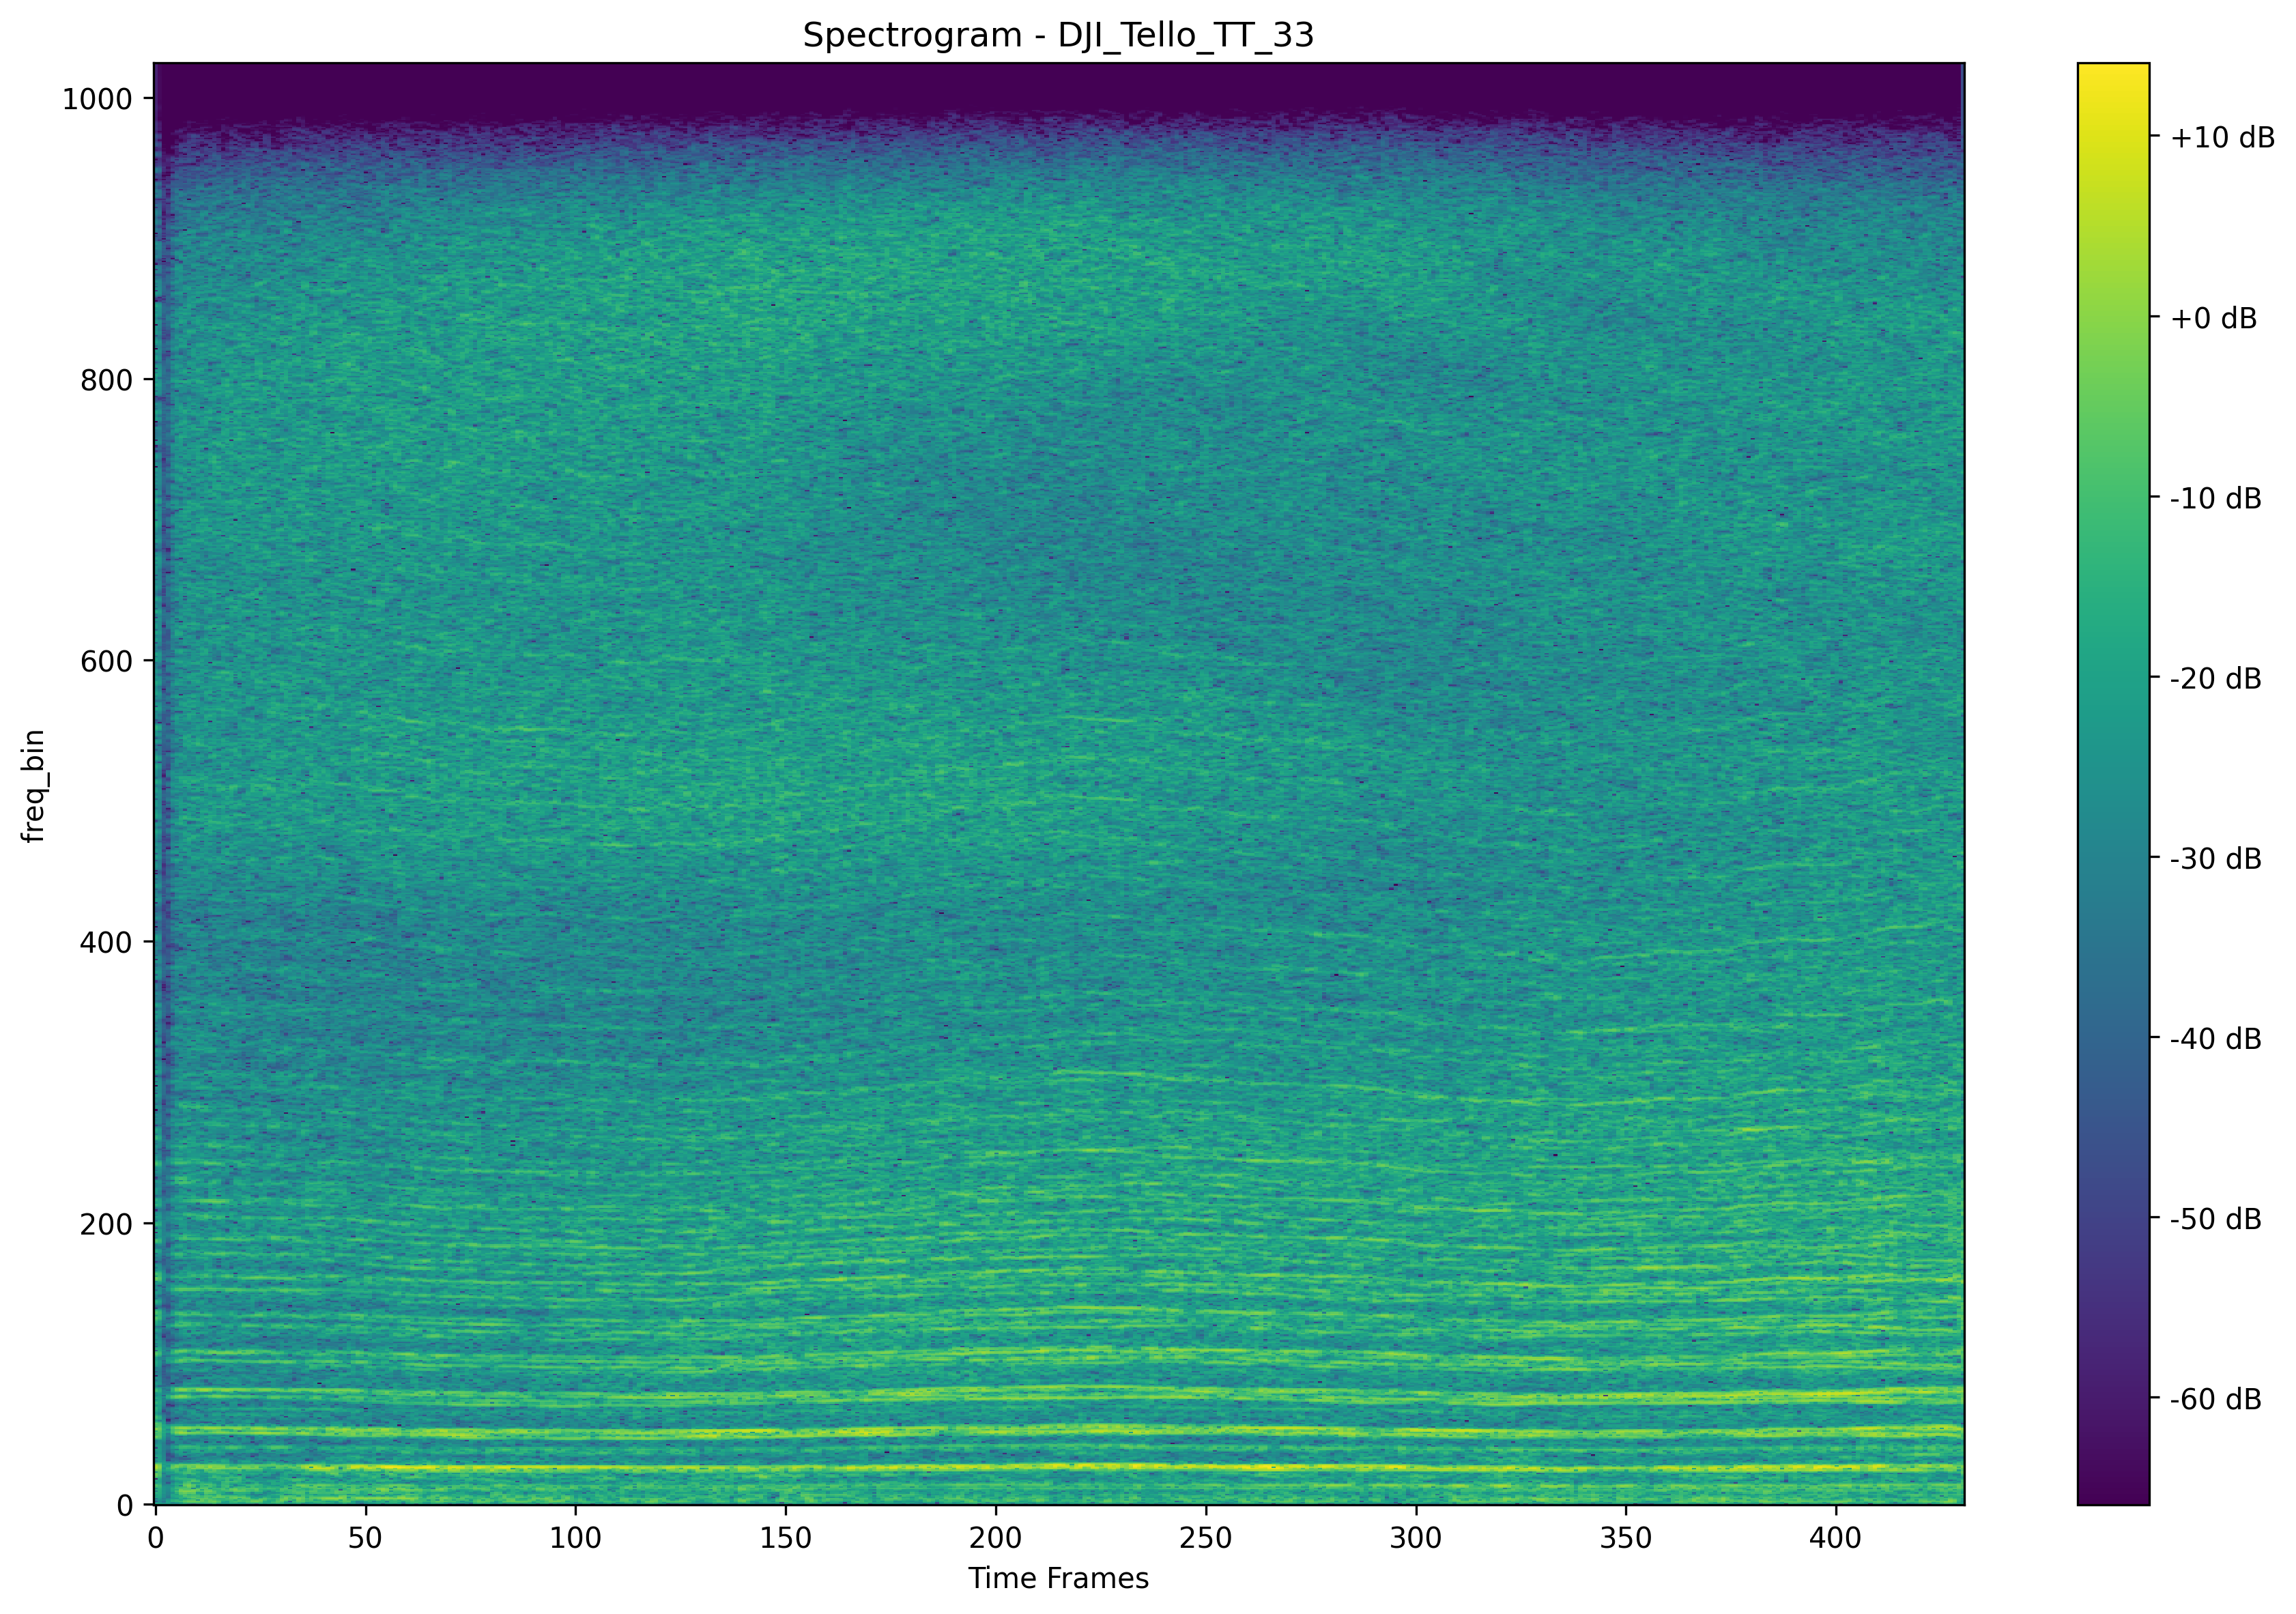 Spectrogram - DJI_Tello_TT_33
1000
800
600
400
200
0
freq_bin
0 50 100 150 200 250 300 350 400
Time Frames
+10 dB
+0 dB
-10 dB
-20 dB
-30 dB
-40 dB
-50 dB
-60 dB